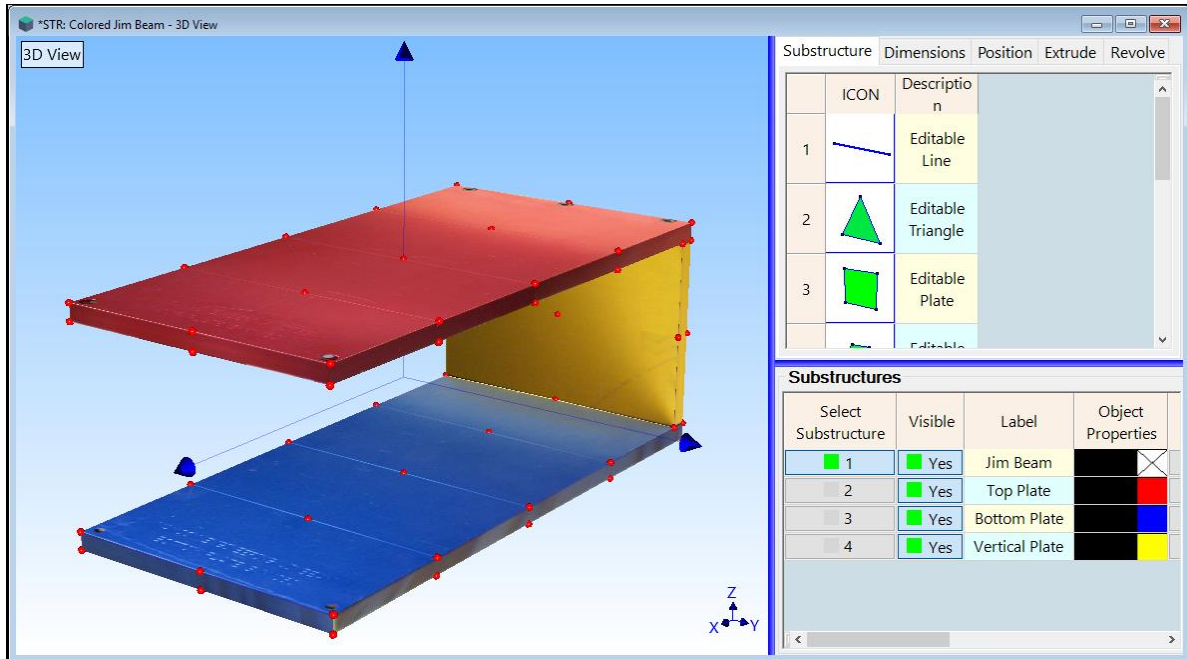 *STR: Colored Jim Beam - 3D View
3D View
Z
X
Y
Substructure Dimensions Position Extrude Revolve
ICON Descriptio
n
1 Editable
Line
2 Editable
Triangle
3 Editable
Plate
Editable
Substructures
Select
Substructure Visible Label Object
Properties
1 Yes Jim Beam
2 Yes Top Plate
3 Yes Bottom Plate
4 Yes Vertical Plate